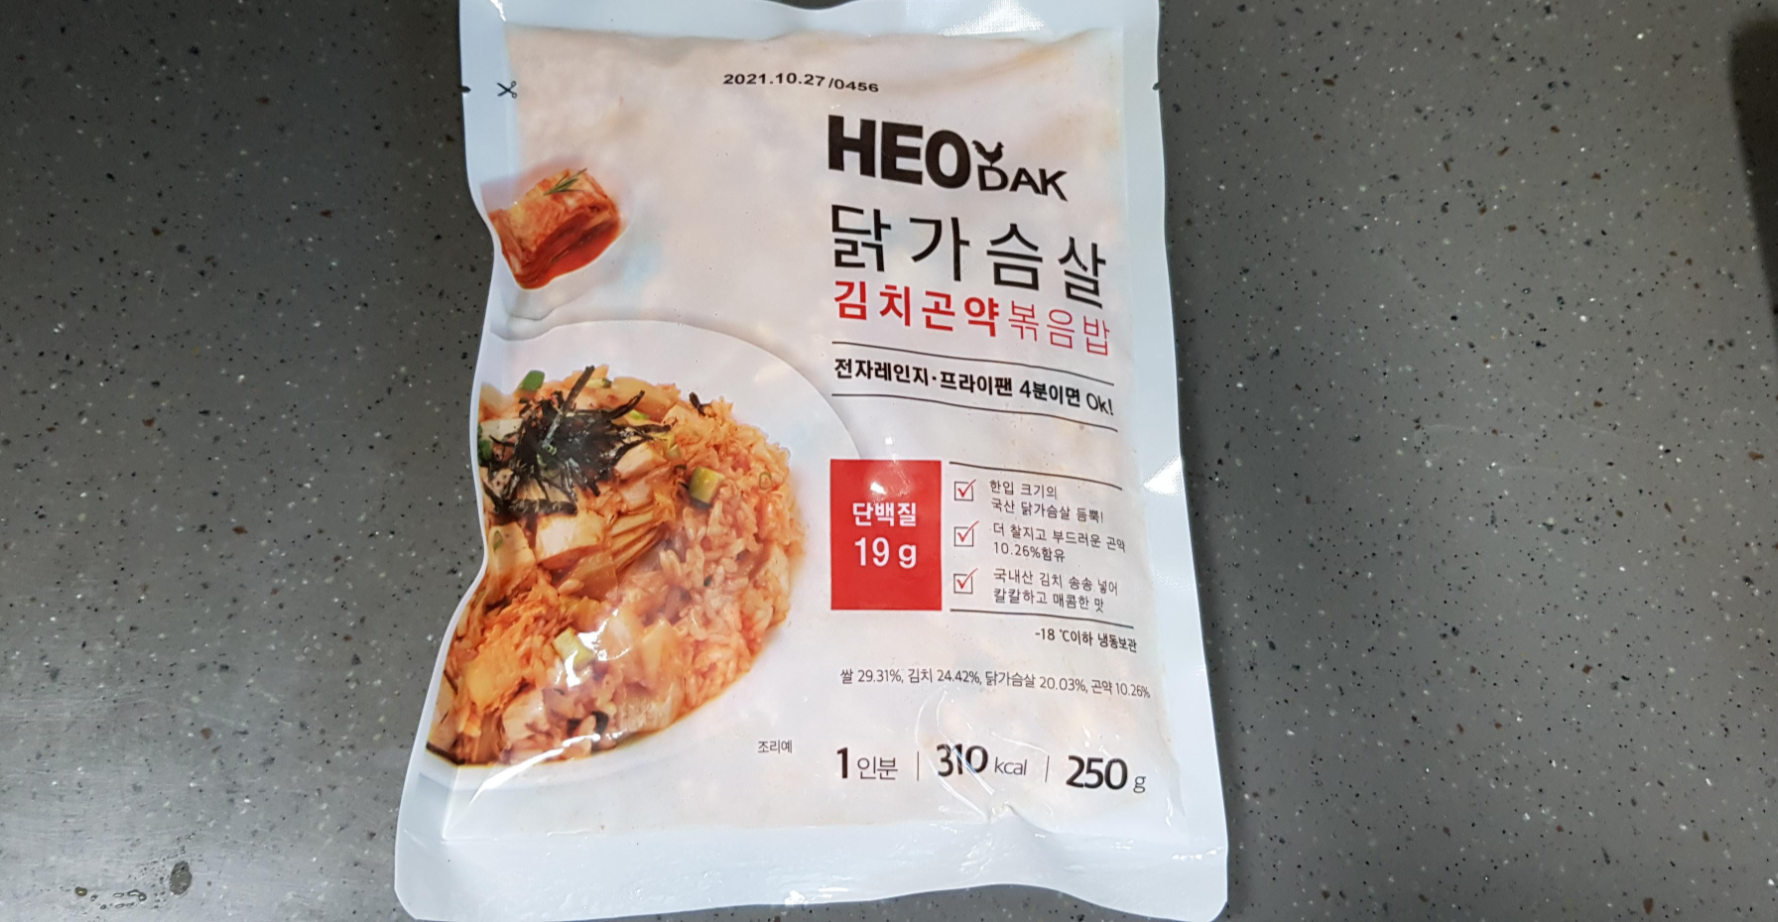 2021.10.27/0456
HEODAK
닭가슴살
김치곤약볶음밥
전자레인지·프라이팬 4분이면 Ok!
단백질
19 g
한입 크기의
국산 닭가슴살 듬뿍!
더 찰지고 부드러운 곤약
10.26%함유
국내산 김치 송송 넣어
칼칼하고 매콤한 맛
-18 ℃이하 냉동보관
쌀 29.31%, 김치 24.42%, 닭가슴살 20.03%, 곤약 10.26%
조리예
1인분 | 310 kcal | 250 g